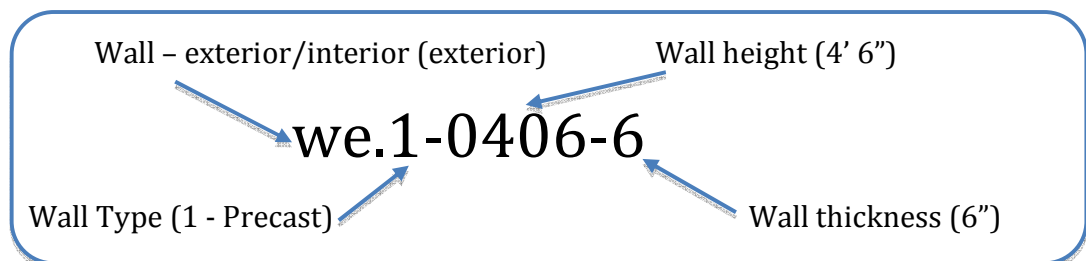 Wall – exterior/interior (exterior)
Wall height (4’ 6”)
we.1-0406-6
Wall Type (1 - Precast)
Wall thickness (6”)